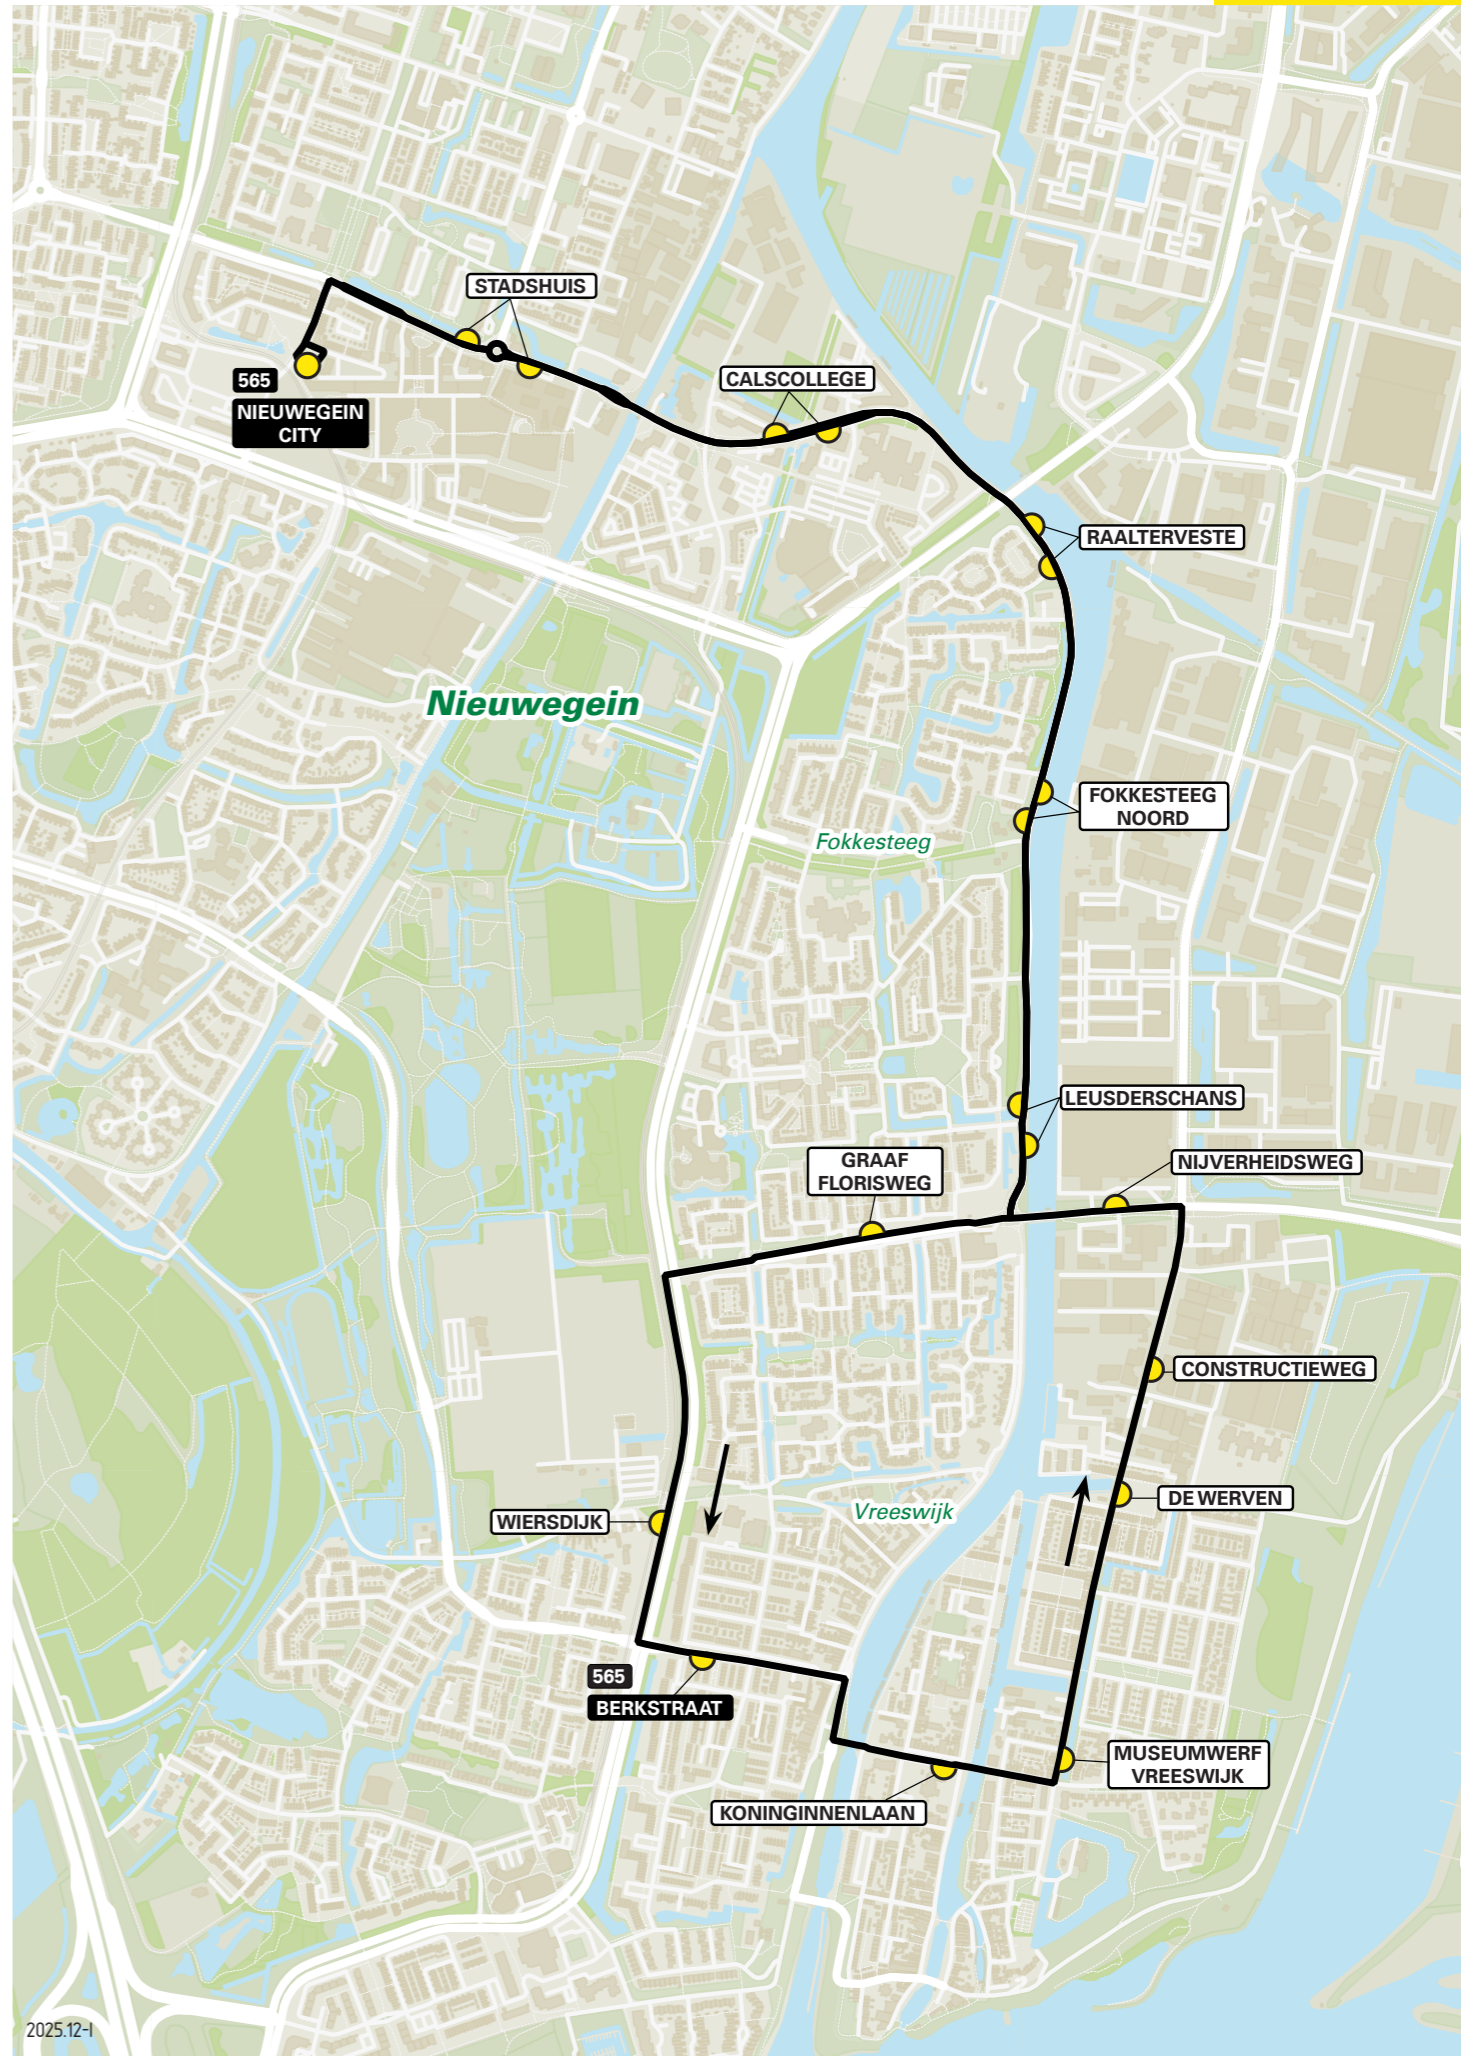 STADSHUIS
565
NIEUWEGEIN
CITY
CALSCOLLEGE
RAALTERVESTE
Nieuwegein
FOKKESTEEG
NOORD
Fokkesteeg
LEUSDERSCHANS
GRAAF
FLORISWEG
NIJVERHEIDSWEG
CONSTRUCTIEWEG
DE WERVEN
WIERSDIJK
Vreeswijk
565
BERKSTRAAT
MUSEUMWERF
VREESWIJK
KONINGINNENLAAN
2025.12-I